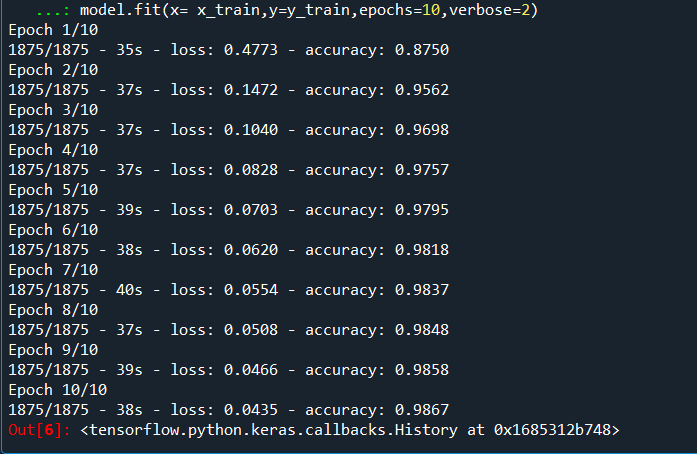 ...: model.fit(x= x_train,y=y_train,epochs=10,verbose=2)
Epoch 1/10
1875/1875 - 35s - loss: 0.4773 - accuracy: 0.8750
Epoch 2/10
1875/1875 - 37s - loss: 0.1472 - accuracy: 0.9562
Epoch 3/10
1875/1875 - 37s - loss: 0.1040 - accuracy: 0.9698
Epoch 4/10
1875/1875 - 37s - loss: 0.0828 - accuracy: 0.9757
Epoch 5/10
1875/1875 - 39s - loss: 0.0703 - accuracy: 0.9795
Epoch 6/10
1875/1875 - 38s - loss: 0.0620 - accuracy: 0.9818
Epoch 7/10
1875/1875 - 40s - loss: 0.0554 - accuracy: 0.9837
Epoch 8/10
1875/1875 - 37s - loss: 0.0508 - accuracy: 0.9848
Epoch 9/10
1875/1875 - 39s - loss: 0.0466 - accuracy: 0.9858
Epoch 10/10
1875/1875 - 38s - loss: 0.0435 - accuracy: 0.9867
Out[6]: <tensorflow.python.keras.callbacks.History at 0x1685312b748>